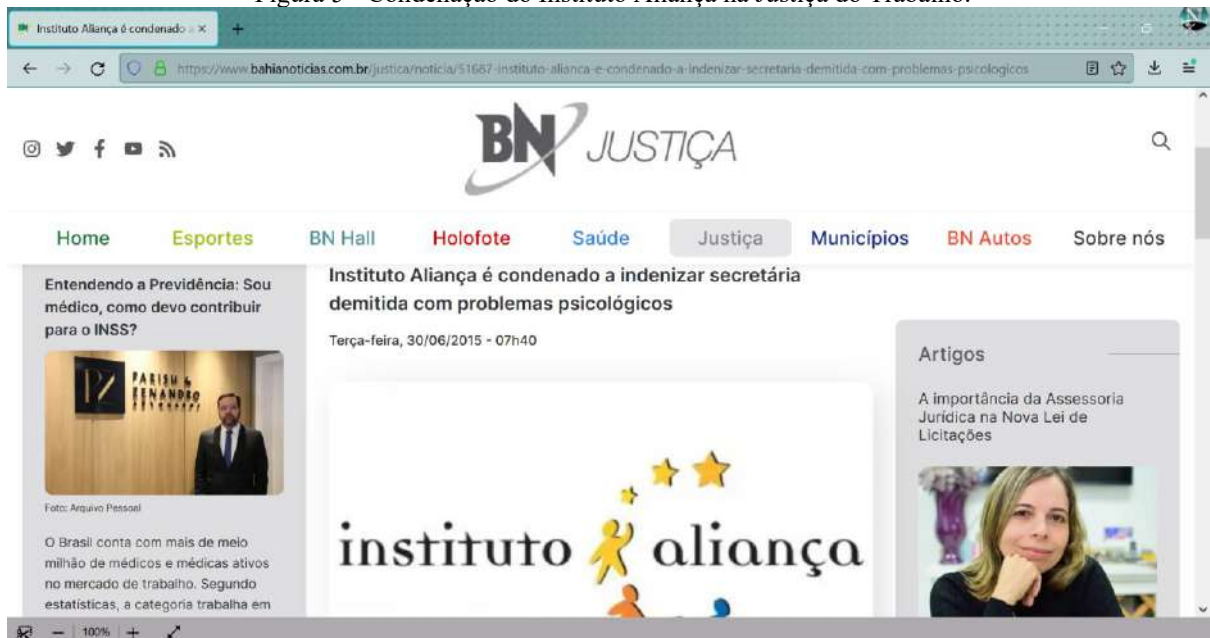 Figura 5 - Condenação do Instituto Aliança na Justiça do Trabalho.
Instituto Aliança é condenado a
https://www.bahianoticias.com.br/justica/noticia/51687-instituto-alianca-e-condenado-a-indenizar-secretaria-demitida-com-problemas-psicologicos
BN JUSTIÇA
Home Esportes BN Hall Holofote Saúde Justiça Municípios BN Autos Sobre nós
Entendendo a Previdência: Sou
médico, como devo contribuir
para o INSS?
PZ
PARISH &
ZENANDRO
Foto: Arquivo Pessoal
O Brasil conta com mais de meio
milhão de médicos e médicas ativos
no mercado de trabalho. Segundo
estatísticas, a categoria trabalha em
Instituto Aliança é condenado a indenizar secretária
demitida com problemas psicológicos
Terça-feira, 30/06/2015 - 07h40
instituto aliança
Artigos
A importância da Assessoria
Jurídica na Nova Lei de
Licitações
100%